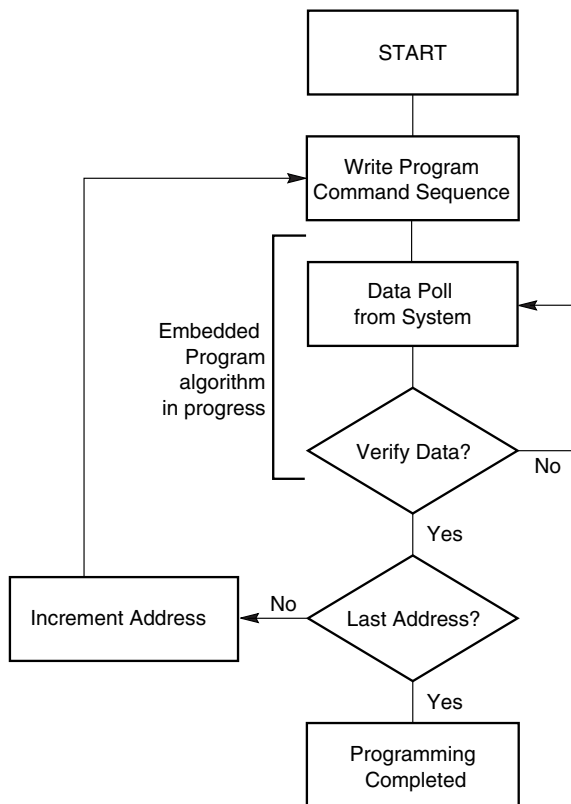 START
Write Program
Command Sequence
Data Poll
from System
Embedded
Program
algorithm
in progress
Verify Data?
No
Yes
Increment Address
No
Last Address?
Yes
Programming
Completed